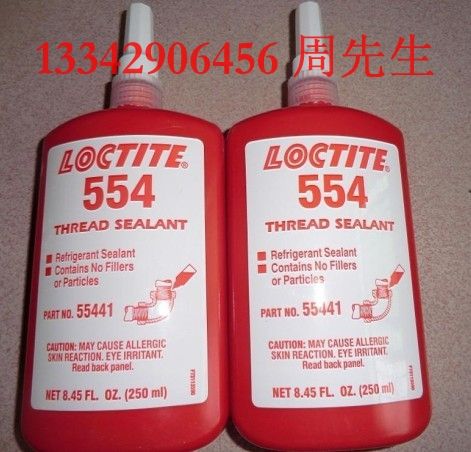 13342906456 周先生
LOCTITE®
554
THREAD SEALANT
Refrigerant Sealant
Contains No Fillers
or Particles
PART NO. 55441
CAUTION: MAY CAUSE ALLERGIC
SKIN REACTION. EYE IRRITANT.
Read back panel.
NET 8.45 FL. OZ. (250 ml)
LOCTITE®
554
THREAD SEALANT
Refrigerant Sealant
Contains No Fillers
or Particles
PART NO. 55441
CAUTION: MAY CAUSE ALLERGIC
SKIN REACTION. EYE IRRITANT.
Read back panel.
NET 8.45 FL. OZ. (250 ml)